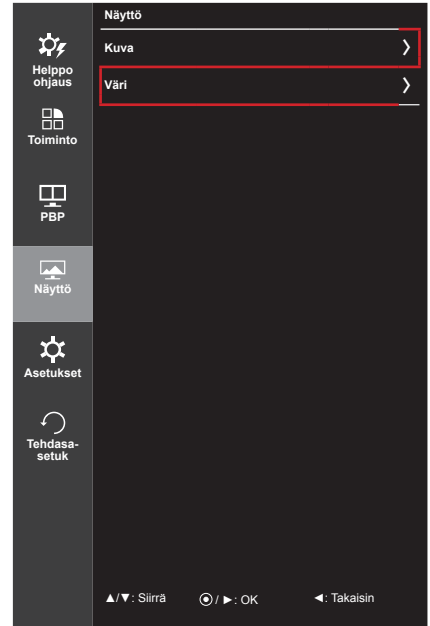 Näyttö
Kuva
Väri
Helppo
ohjaus
Toiminto
PBP
Näyttö
Asetukset
Tehdasa-
setuk
▲/▼: Siirrä
/ ►: OK
◄: Takaisin